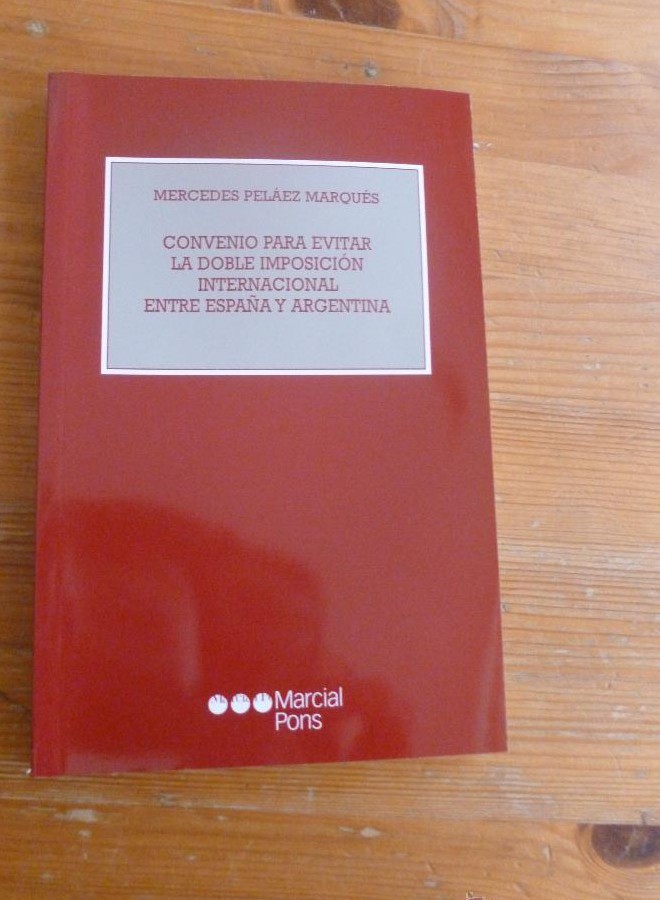 MERCEDES PELÁEZ MARQUÉS
CONVENIO PARA EVITAR
LA DOBLE IMPOSICIÓN
INTERNACIONAL
ENTRE ESPAÑA Y ARGENTINA
Marcial
Pons